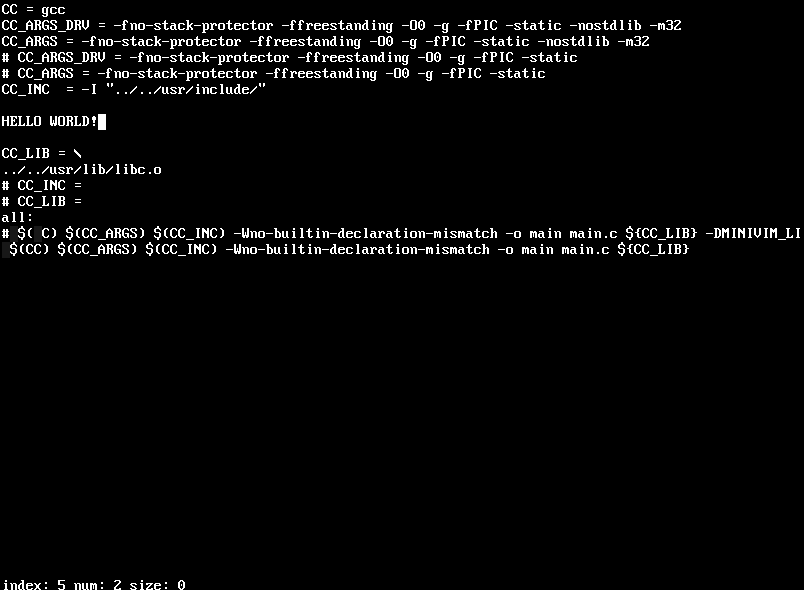 CC = gcc
CC_ARGS_DRV = -fno-stack-protector -ffreestanding -O0 -g -fPIC -static -nostdlib -m32
CC_ARGS = -fno-stack-protector -ffreestanding -O0 -g -fPIC -static -nostdlib -m32
# CC_ARGS_DRV = -fno-stack-protector -ffreestanding -O0 -g -fPIC -static
# CC_ARGS = -fno-stack-protector -ffreestanding -O0 -g -fPIC -static
CC_INC  = -I "../../usr/include/"
HELLO WORLD!
CC_LIB = \
../../usr/lib/libc.o
# CC_INC =
# CC_LIB =
all:
# $( C) $(CC_ARGS) $(CC_INC) -Wno-builtin-declaration-mismatch -o main main.c ${CC_LIB} -DMINIVIM_LI
$(CC) $(CC_ARGS) $(CC_INC) -Wno-builtin-declaration-mismatch -o main main.c ${CC_LIB}
index: 5 num: 2 size: 0